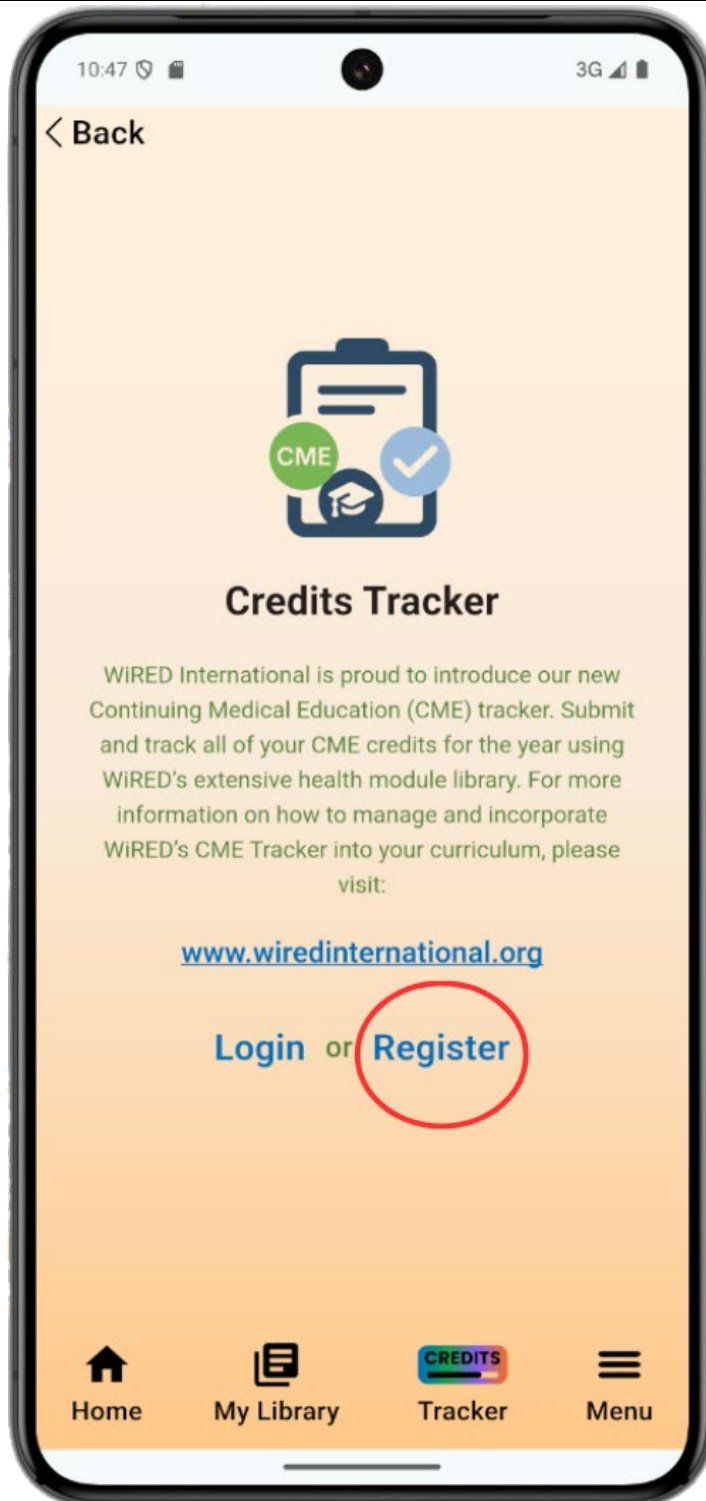 10:47 3G
Back
CME
Credits Tracker
WiRED International is proud to introduce our new
Continuing Medical Education (CME) tracker. Submit
and track all of your CME credits for the year using
WiRED's extensive health module library. For more
information on how to manage and incorporate
WiRED's CME Tracker into your curriculum, please
visit:
www.wiredinternational.org
Login or Register
CREDITS
Home My Library Tracker Menu